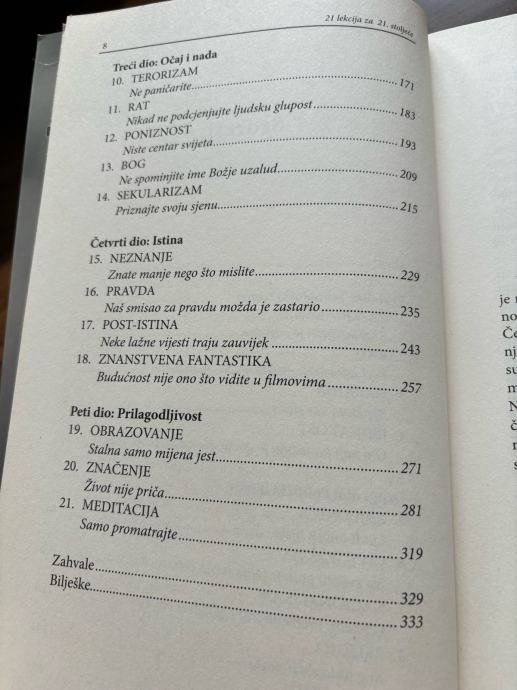 8
21 lekcija za 21. stoljeće
Treći dio: Očaj i nada
10. TERORIZAM
Ne paničarite 171
11. RAT
Nikad ne podcjenjujte ljudsku glupost 183
12. PONIZNOST
Niste centar svijeta 193
13. BOG
Ne spominjite ime Božje uzalud 209
14. SEKULARIZAM
Priznajte svoju sjenu 215
Četvrti dio: Istina
15. NEZNANJE
Znate manje nego što mislite 229
16. PRAVDA
Naš smisao za pravdu možda je zastario 235
17. POST-ISTINA
Neke lažne vijesti traju zauvijek 243
18. ZNANSTVENA FANTASTIKA
Budućnost nije ono što vidite u filmovima 257
Peti dio: Prilagodljivost
19. OBRAZOVANJE
Stalna samo mijena jest 271
20. ZNAČENJE
Život nije priča 281
21. MEDITACIJA
Samo promatrajte 319
Zahvale 329
Bilješke 333